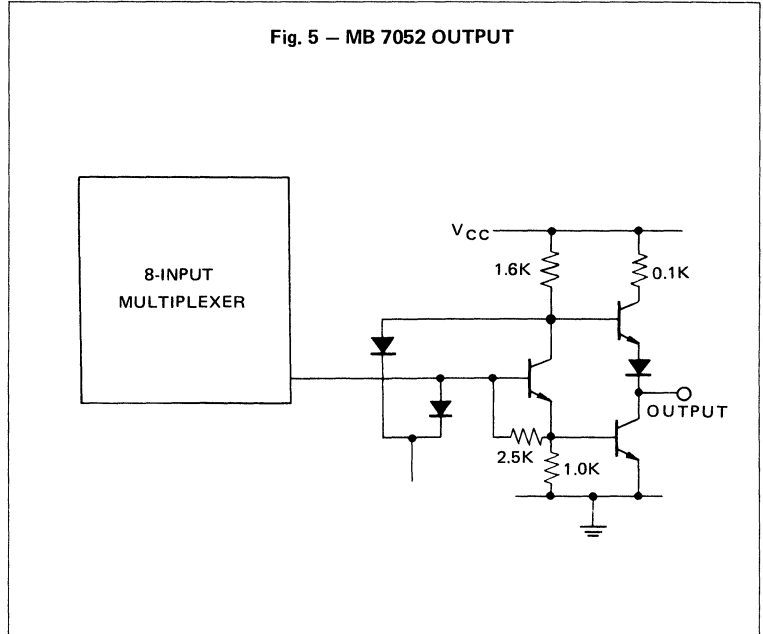 Fig. 5 — MB 7052 OUTPUT
8-INPUT
MULTIPLEXER
VCC
1.6K
0.1K
OUTPUT
2.5K
1.0K